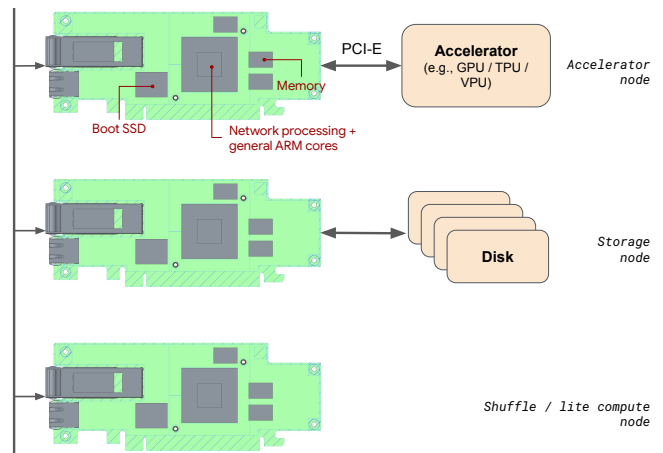 PCI-E
Accelerator
(e.g., GPU / TPU /
VPU)
Accelerator
node
Memory
Boot SSD
Network processing +
general ARM cores
Disk
Storage
node
Shuffle / lite compute
node